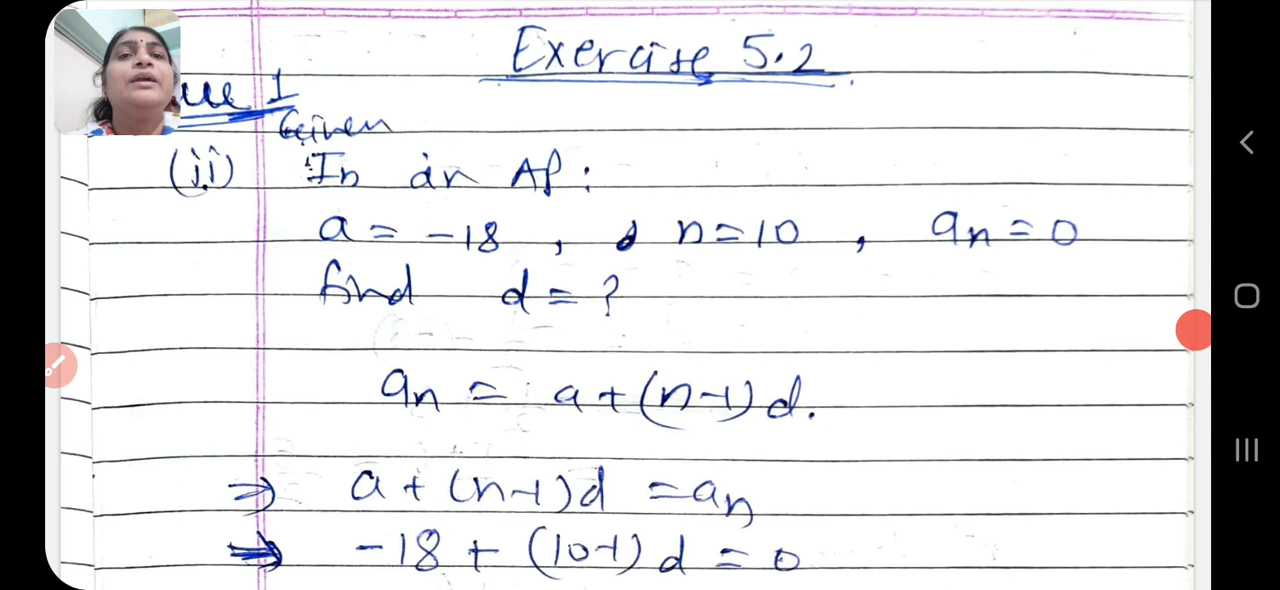 Exercise 5.2
ue 1
Given
(ii) In an AP:
a = -18 , n = 10 , an = 0
find d = ?
an = a + (n-1) d.
⇒ a + (n-1) d = an
⇒ -18 + (10-1) d = 0